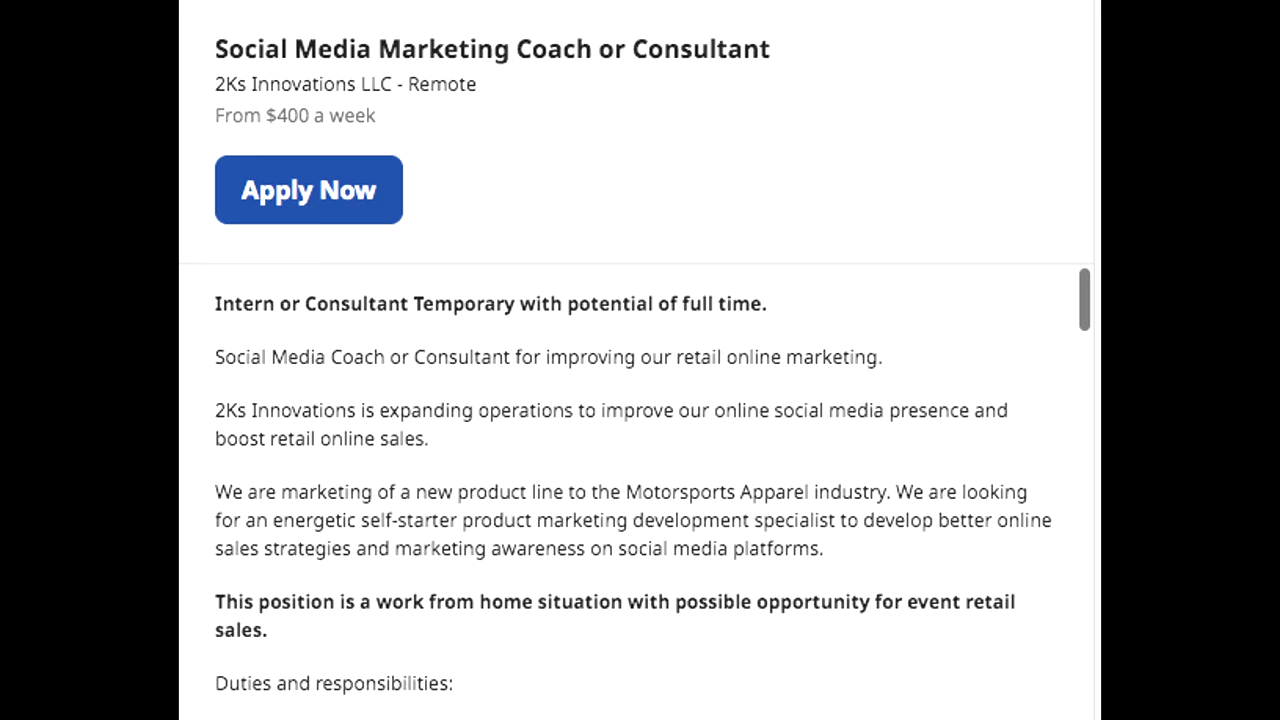 Social Media Marketing Coach or Consultant
2Ks Innovations LLC - Remote
From $400 a week
Apply Now
Intern or Consultant Temporary with potential of full time.
Social Media Coach or Consultant for improving our retail online marketing.
2Ks Innovations is expanding operations to improve our online social media presence and
boost retail online sales.
We are marketing of a new product line to the Motorsports Apparel industry. We are looking
for an energetic self-starter product marketing development specialist to develop better online
sales strategies and marketing awareness on social media platforms.
This position is a work from home situation with possible opportunity for event retail
sales.
Duties and responsibilities: